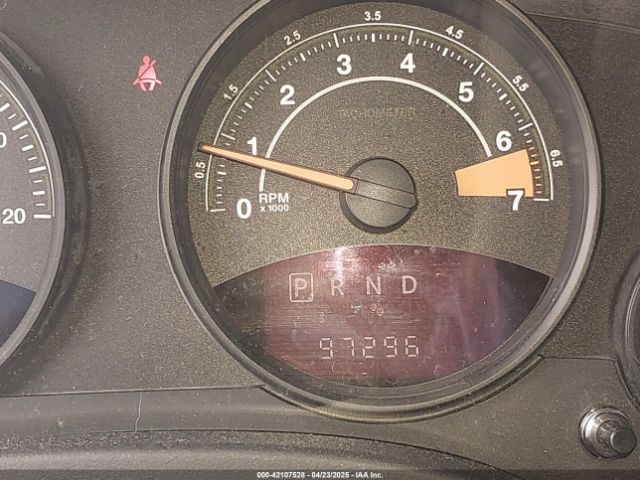 0 0.5 1 1.5 2 2.5 3 3.5 4 4.5 5 5.5 6 6.5 7
TACHOMETER
RPM
x 1000
20
P R N D
97296
000-42107528 - 04/23/2025 - IAA Inc.